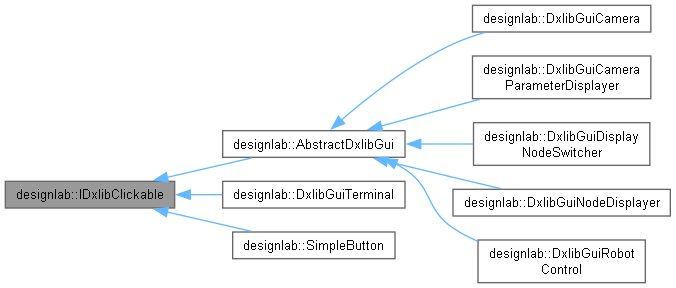 designlab::IDxlibClickable
designlab::AbstractDxlibGui
designlab::DxlibGuiTerminal
designlab::SimpleButton
designlab::DxlibGuiCamera
designlab::DxlibGuiCamera
ParameterDisplayer
designlab::DxlibGuiDisplay
NodeSwitcher
designlab::DxlibGuiNodeDisplayer
designlab::DxlibGuiRobot
Control